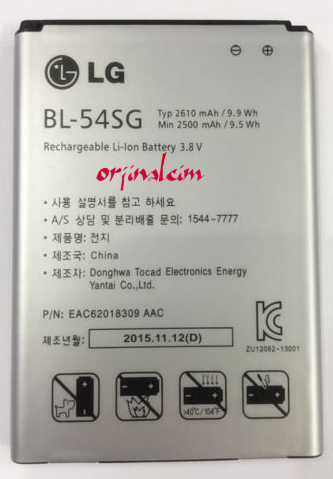 LG
BL-54SG
Typ 2610 mAh / 9.9 Wh
Min 2500 mAh / 9.5 Wh
Rechargeable Li-Ion Battery 3.8 V
orjinalcim
• 사용 설명서를 참고 하세요
• A/S 상담 및 분리배출 문의: 1544-7777
• 제품명: 전지
• 제조국: China
• 제조자: Donghwa Tocad Electronics Energy
Yantai Co.,Ltd.
P/N: EAC62018309 AAC
제조년월: 2015.11.12(D)
ZU12082-13001
>40°C / 104°F